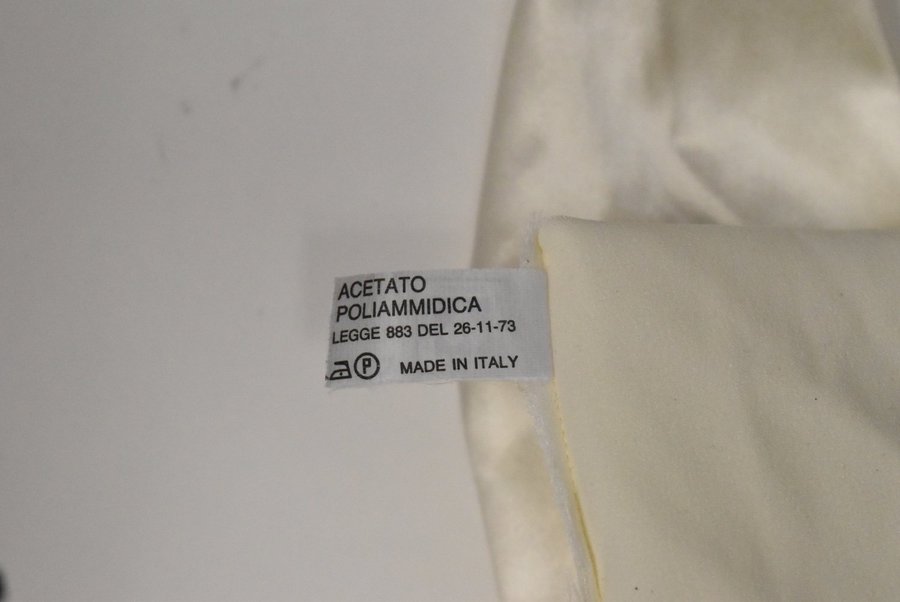 ACETATO
POLIAMMIDICA
LEGGE 883 DEL 26-11-73
P MADE IN ITALY